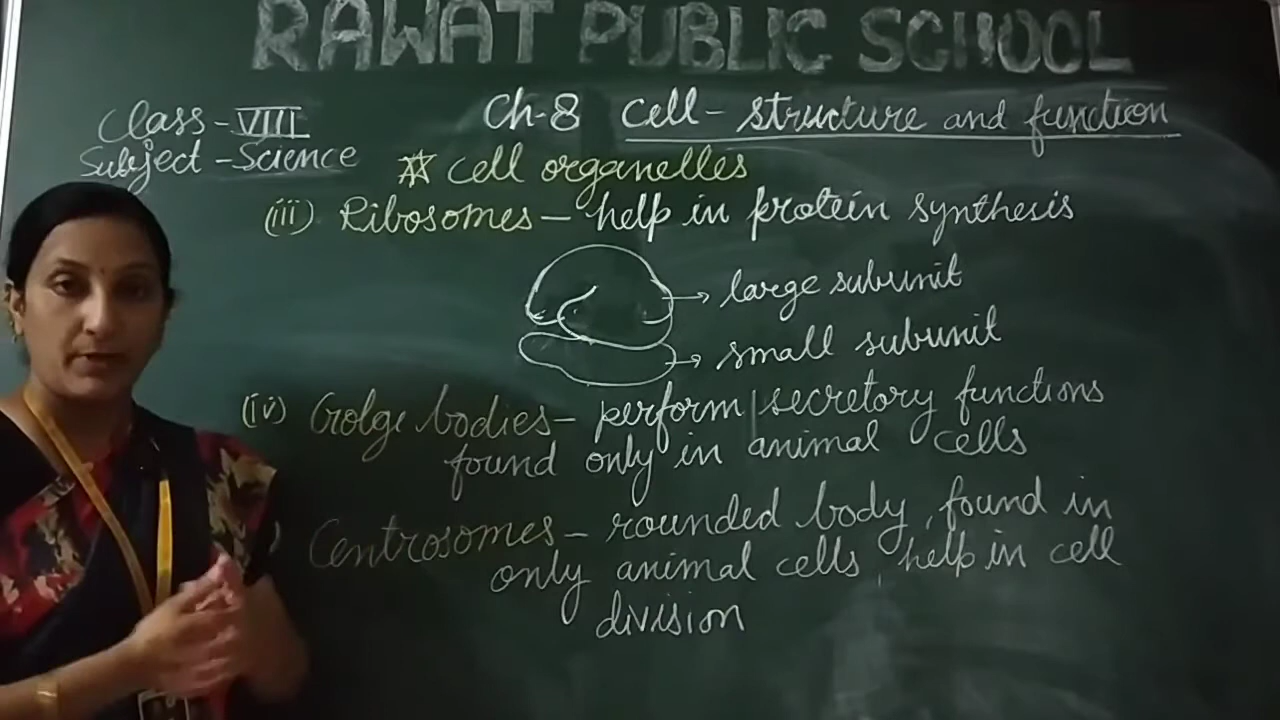 RAWAT PUBLIC SCHOOL
Class - VIII
Ch-8 Cell - structure and function
Subject - Science
cell organelles
(iii) Ribosomes - help in protein synthesis
large subunit
small subunit
(iv) Golge bodies - perform secretory functions
found only in animal cells
Centrosomes - rounded body, found in
only animal cells, help in cell
division